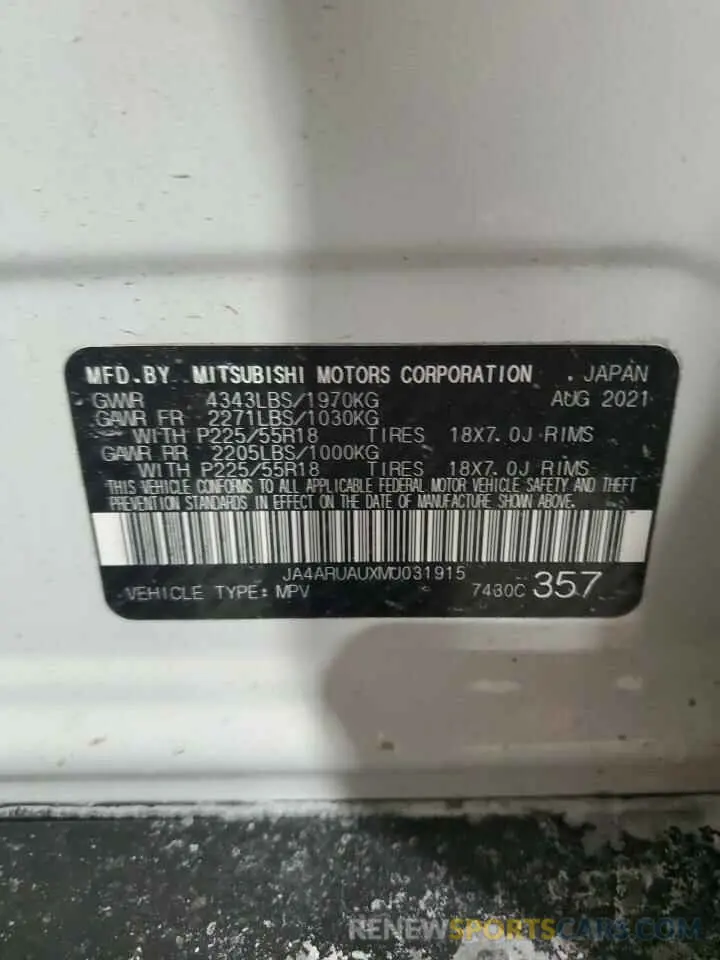 MFD.BY MITSUBISHI MOTORS CORPORATION . JAPAN
GVWR 4343LBS/1970KG AUG 2021
GAWR FR 2271LBS/1030KG
WITH P225/55R18 TIRES 18X7.0J RIMS
GAWR RR 2205LBS/1000KG
WITH P225/55R18 TIRES 18X7.0J RIMS
THIS VEHICLE CONFORMS TO ALL APPLICABLE FEDERAL MOTOR VEHICLE SAFETY AND THEFT
PREVENTION STANDARDS IN EFFECT ON THE DATE OF MANUFACTURE SHOWN ABOVE.
JA4ARUAUXMU031915
VEHICLE TYPE: MPV 7430C 357
RENEWSPORTSCARS.COM